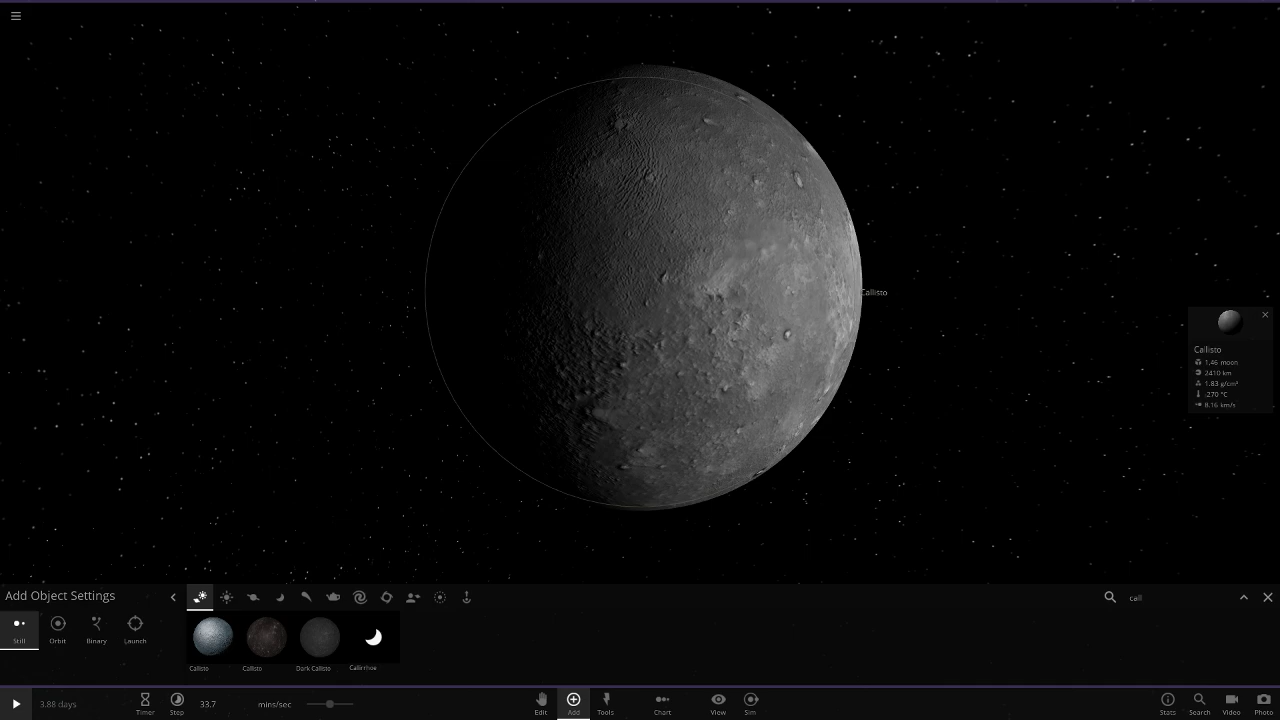 Callisto
Callisto
1.46 moon
2410 km
1.83 g/cm³
-270 °C
8.16 km/s
Add Object Settings
call
Still
Orbit
Binary
Launch
Callisto
Callisto
Dark Callisto
Callirrhoe
3.88 days
Timer
Step
33.7
mins/sec
Edit
Add
Tools
Chart
View
Sim
Stats
Search
Video
Photo